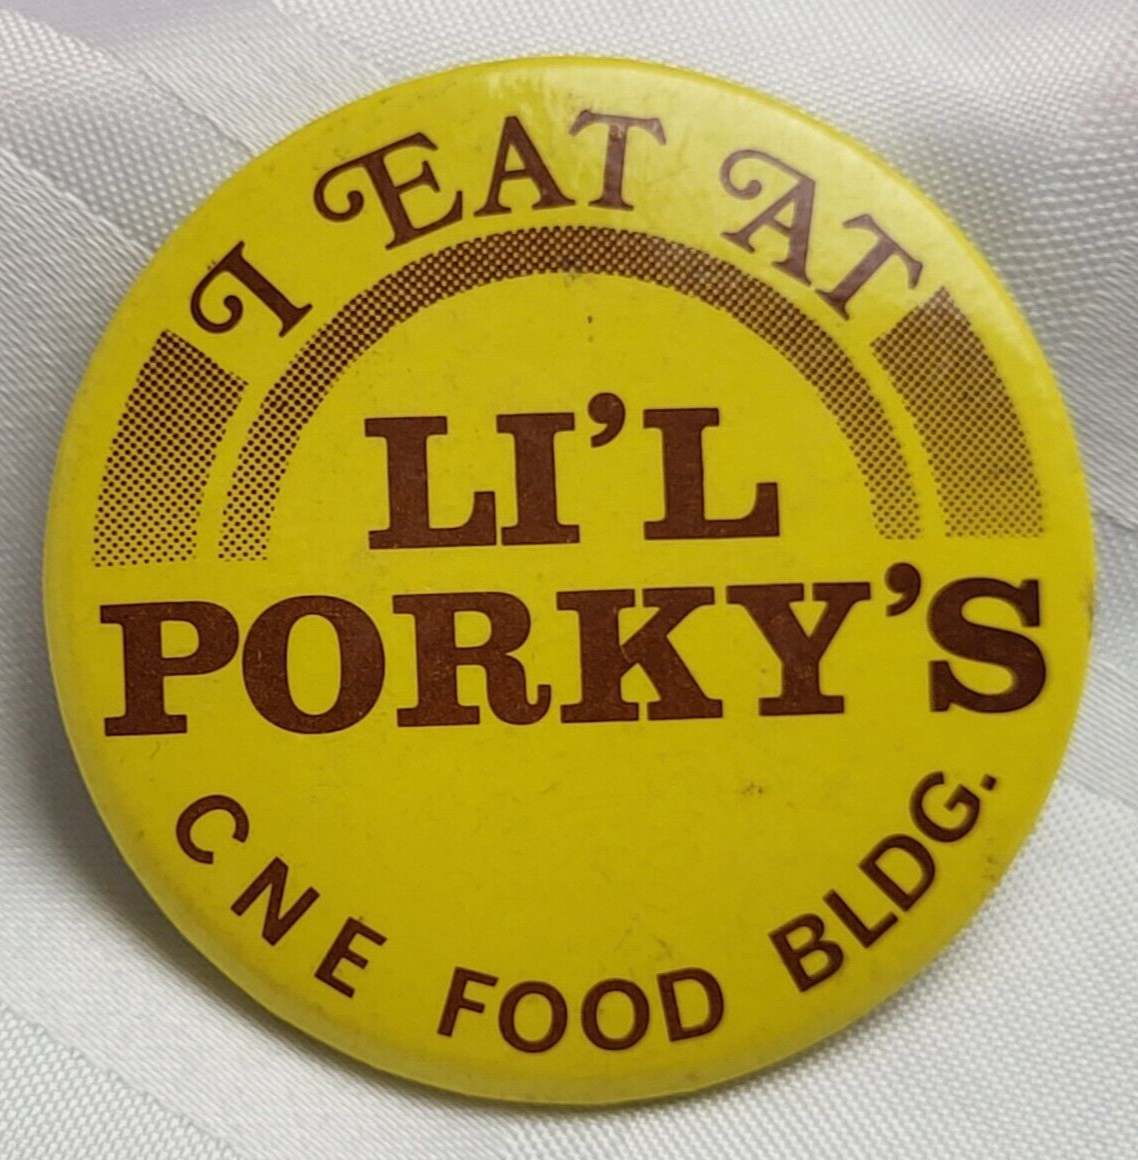 I EAT AT
LI'L
PORKY'S
CNE FOOD BLDG.